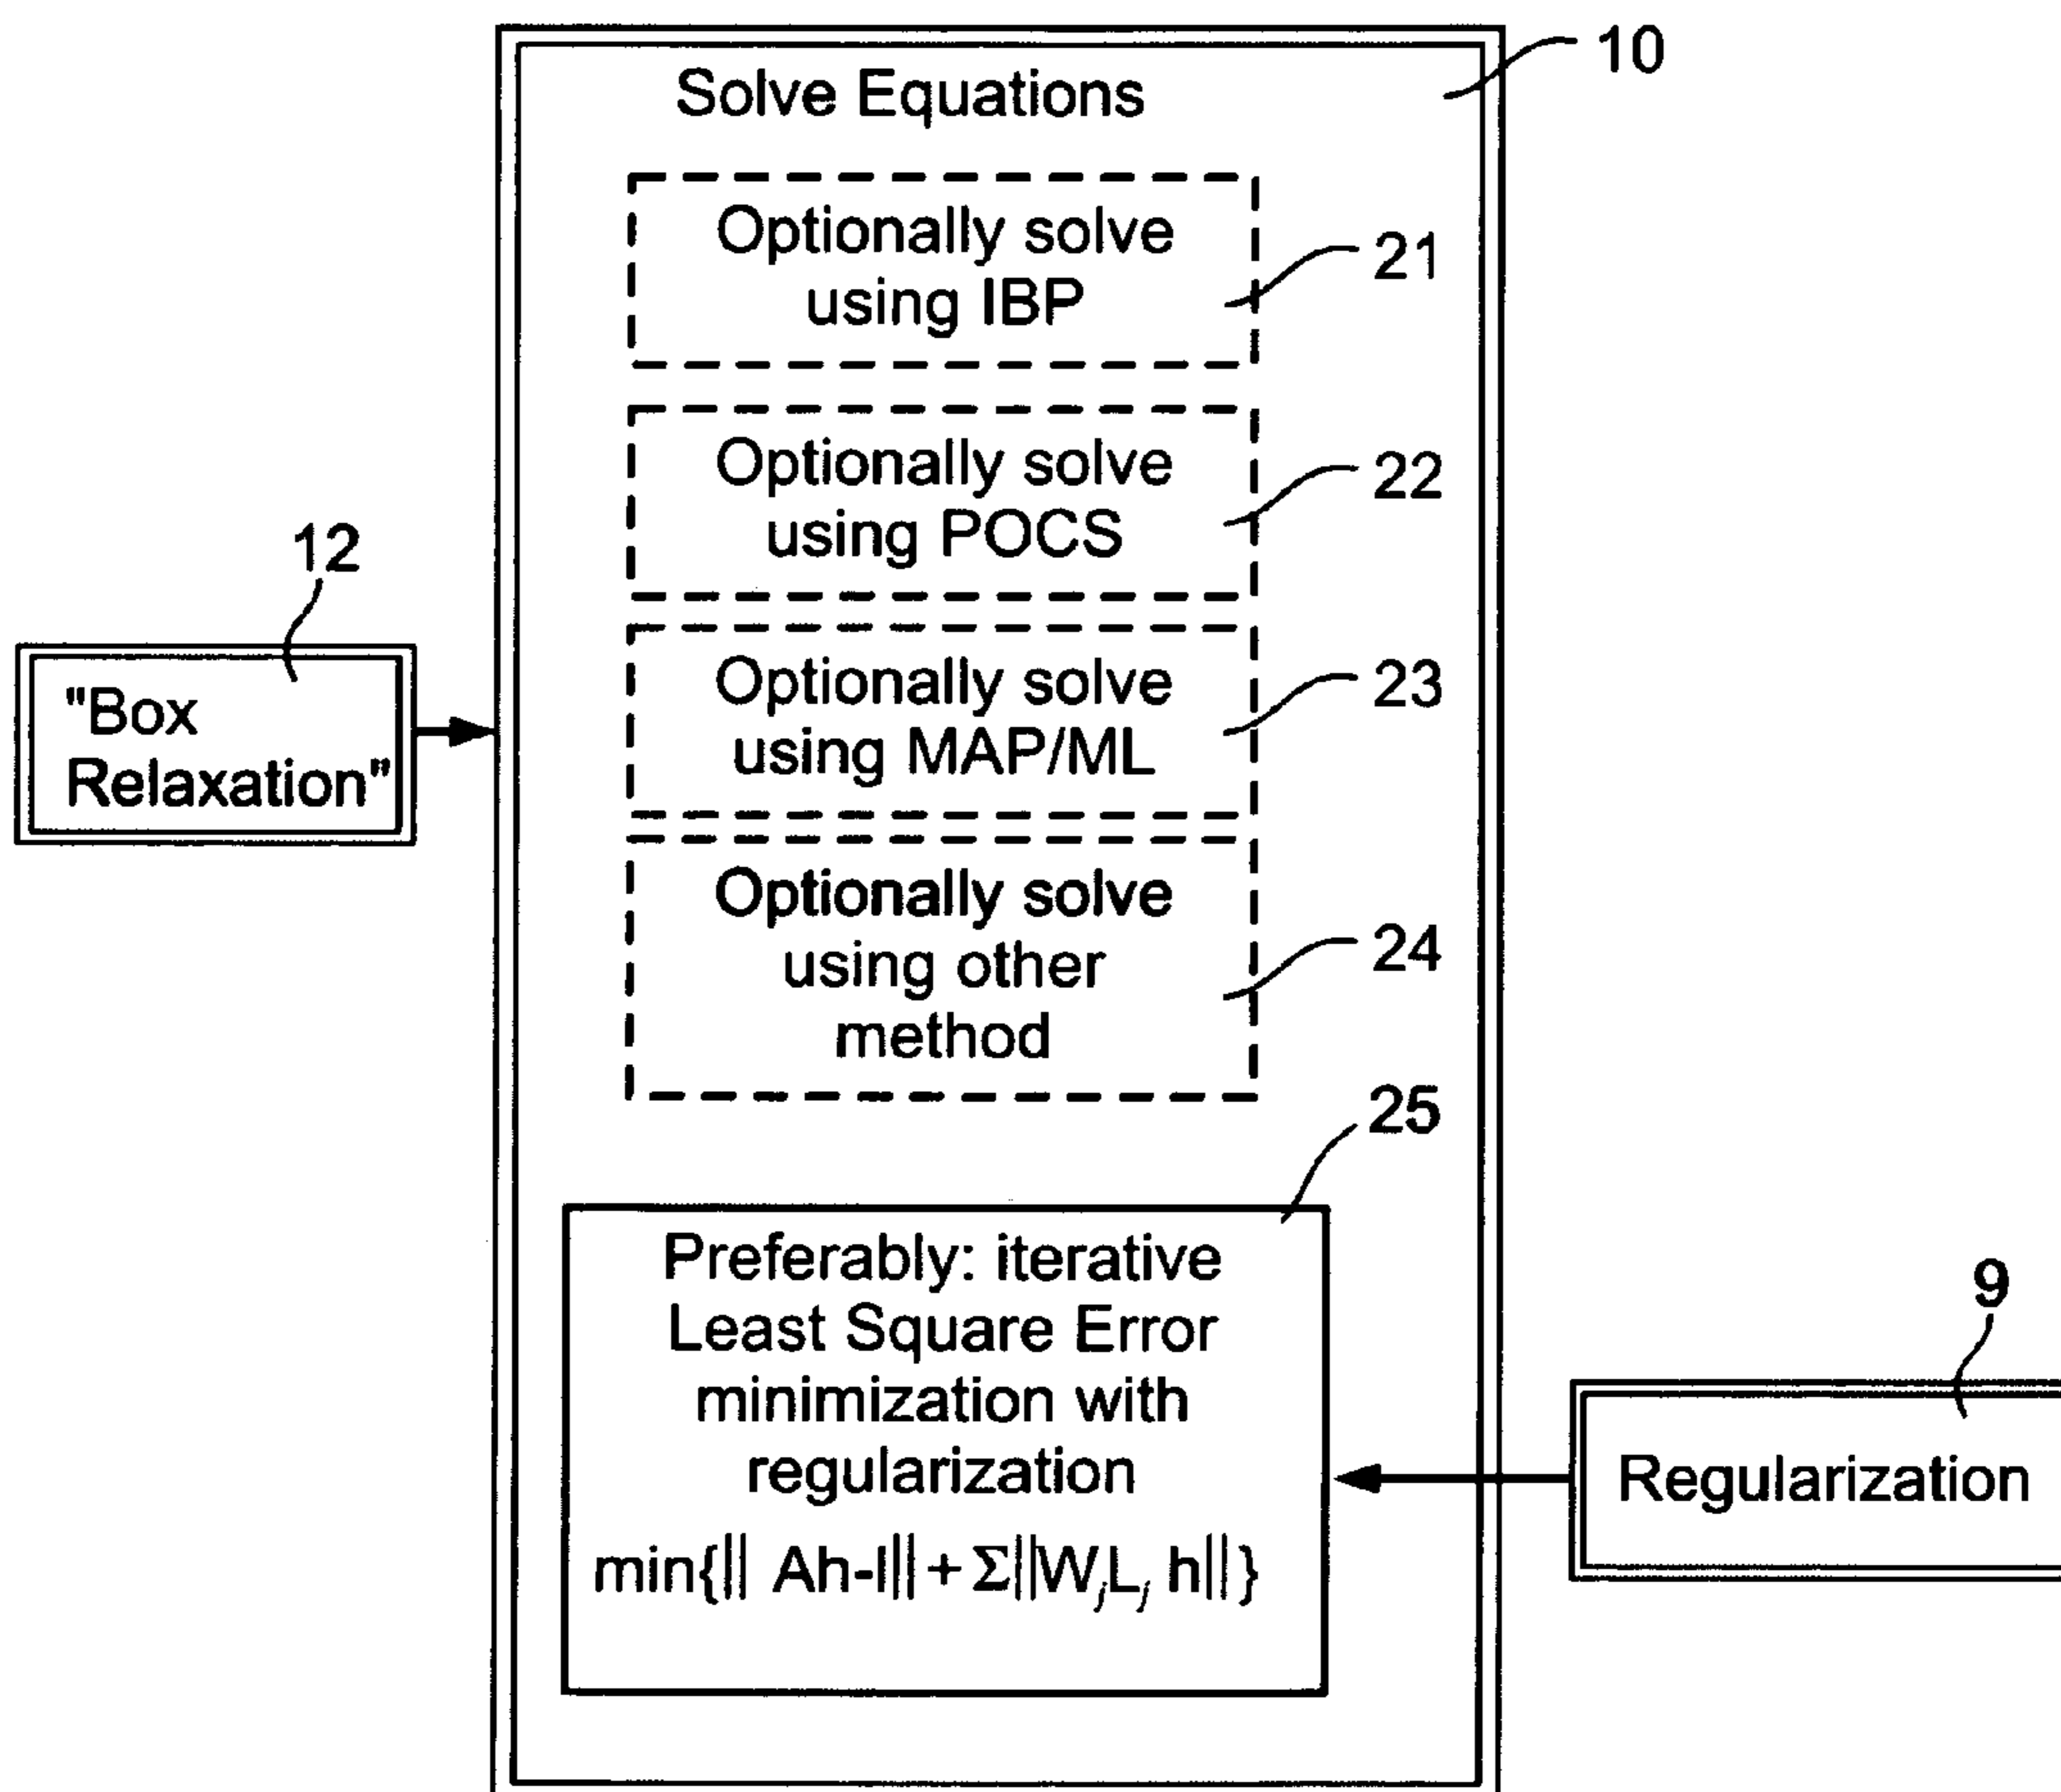 10
Solve Equations
Optionally solve
using IBP
21
Optionally solve
using POCS
22
12
"Box
Relaxation"
Optionally solve
using MAP/ML
23
Optionally solve
using other
method
24
25
Preferably: iterative
Least Square Error
minimization with
regularization
min{|| Ah-l|| + Σ||WjLj h||}
9
Regularization